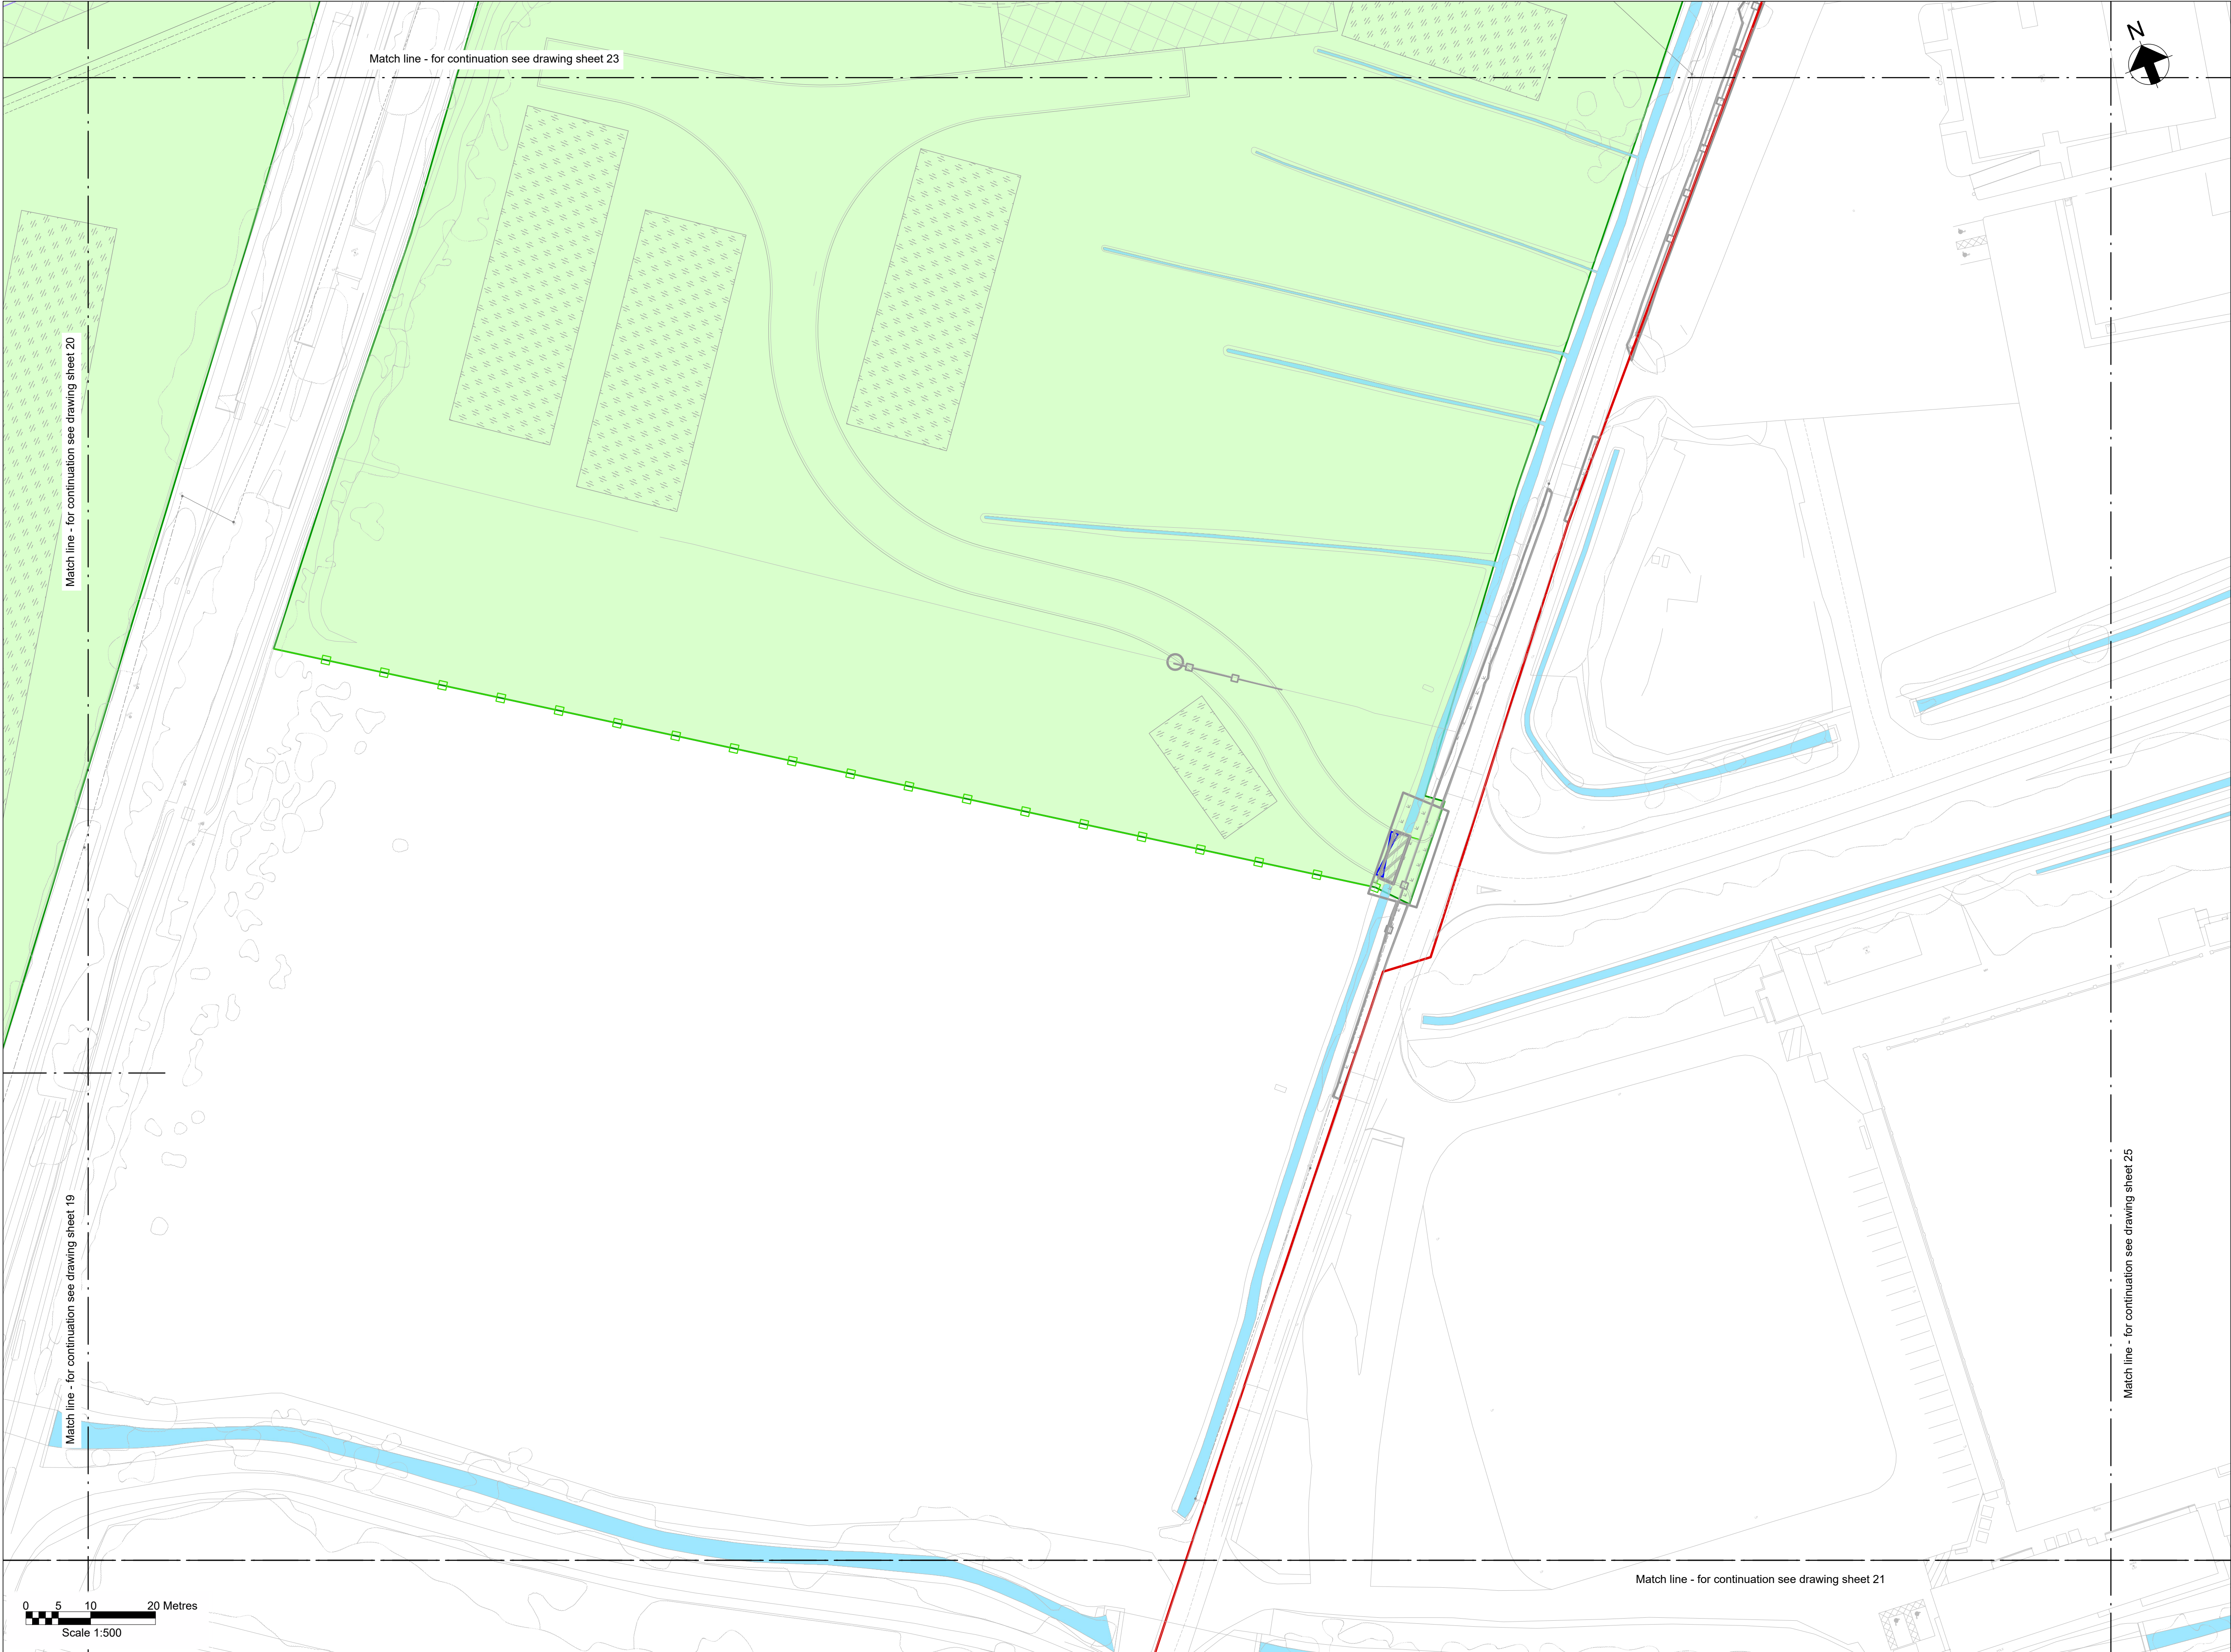 Match line - for continuation see drawing sheet 23
N
Match line - for continuation see drawing sheet 20
Match line - for continuation see drawing sheet 19
Match line - for continuation see drawing sheet 25
Match line - for continuation see drawing sheet 21
0 5 10 20 Metres
Scale 1:500